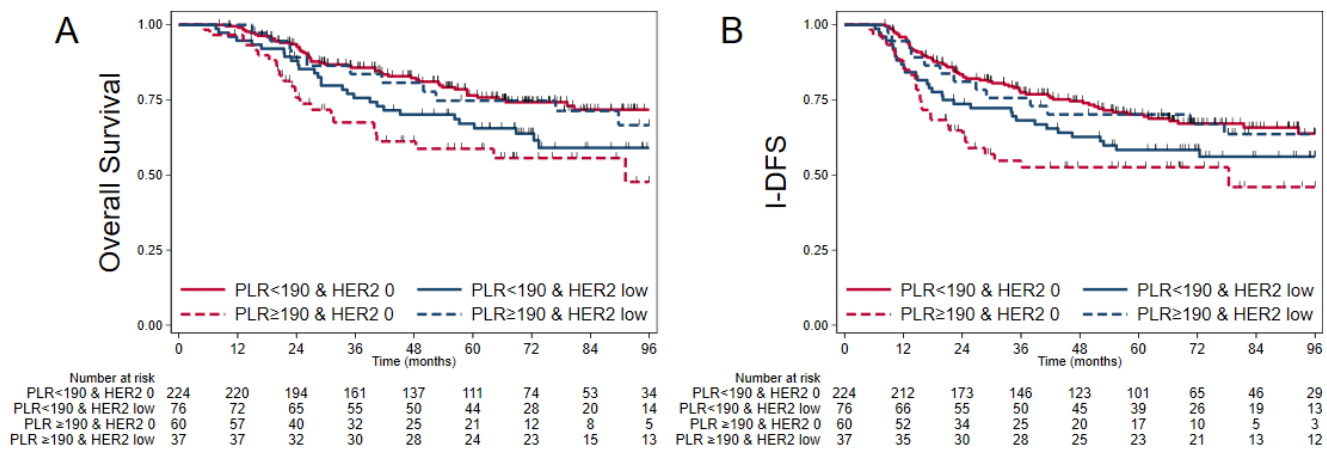 A
Overall Survival
1.00
0.75
0.50
0.25
0.00
PLR<190 & HER2 0
PLR<190 & HER2 low
PLR≥190 & HER2 0
PLR≥190 & HER2 low
0 12 24 36 48 60 72 84 96
Time (months)
Number at risk
PLR<190 & HER2 0 224 220 194 161 137 111 74 53 34
PLR<190 & HER2 low 76 72 65 55 50 44 28 20 14
PLR ≥190 & HER2 0 60 57 40 32 25 21 12 8 5
PLR ≥190 & HER2 low 37 37 32 30 28 24 23 15 13
B
I-DFS
1.00
0.75
0.50
0.25
0.00
PLR<190 & HER2 0
PLR<190 & HER2 low
PLR≥190 & HER2 0
PLR≥190 & HER2 low
0 12 24 36 48 60 72 84 96
Time (months)
Number at risk
PLR<190 & HER2 0 224 212 173 146 123 101 65 46 29
PLR<190 & HER2 low 76 66 55 50 45 39 26 19 13
PLR ≥190 & HER2 0 60 52 34 25 20 17 10 5 3
PLR ≥190 & HER2 low 37 35 30 28 25 23 21 13 12